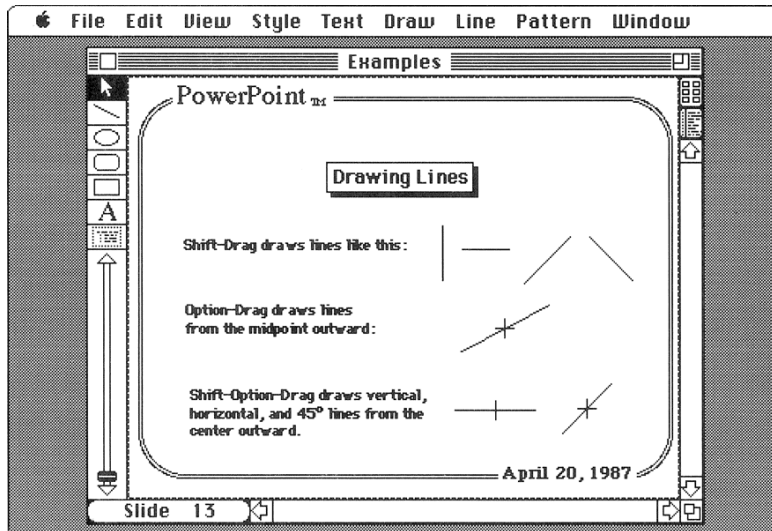 File Edit View Style Text Draw Line Pattern Window
Examples
PowerPoint TM
Drawing Lines
A
Shift-Drag draws lines like this:
Option-Drag draws lines
from the midpoint outward:
Shift-Option-Drag draws vertical,
horizontal, and 45° lines from the
center outward.
April 20, 1987
Slide 13